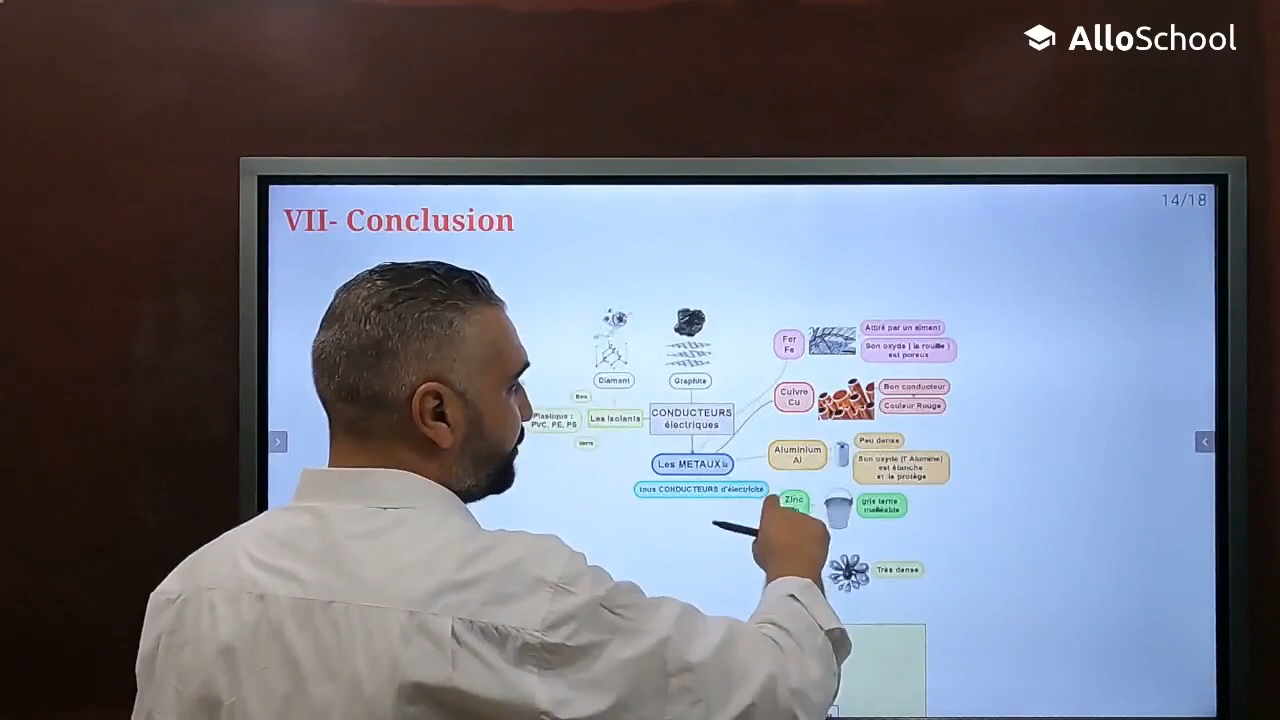 AlloSchool
14/18
VII- Conclusion
Diamant
Graphite
Bois
Plastique :
PVC, PE, PS
Les Isolants
Verre
CONDUCTEURS
électriques
Les METAUX
tous CONDUCTEURS d'électricité
Fer
Fe
Attiré par un aimant
Son oxyde ( la rouille )
est poreux
Cuivre
Cu
Bon conducteur
Couleur Rouge
Aluminium
Al
Peu dense
Son oxyde (l' Alumine)
est étanche
et le protège
Zinc
gris terne
malléable
Très dense